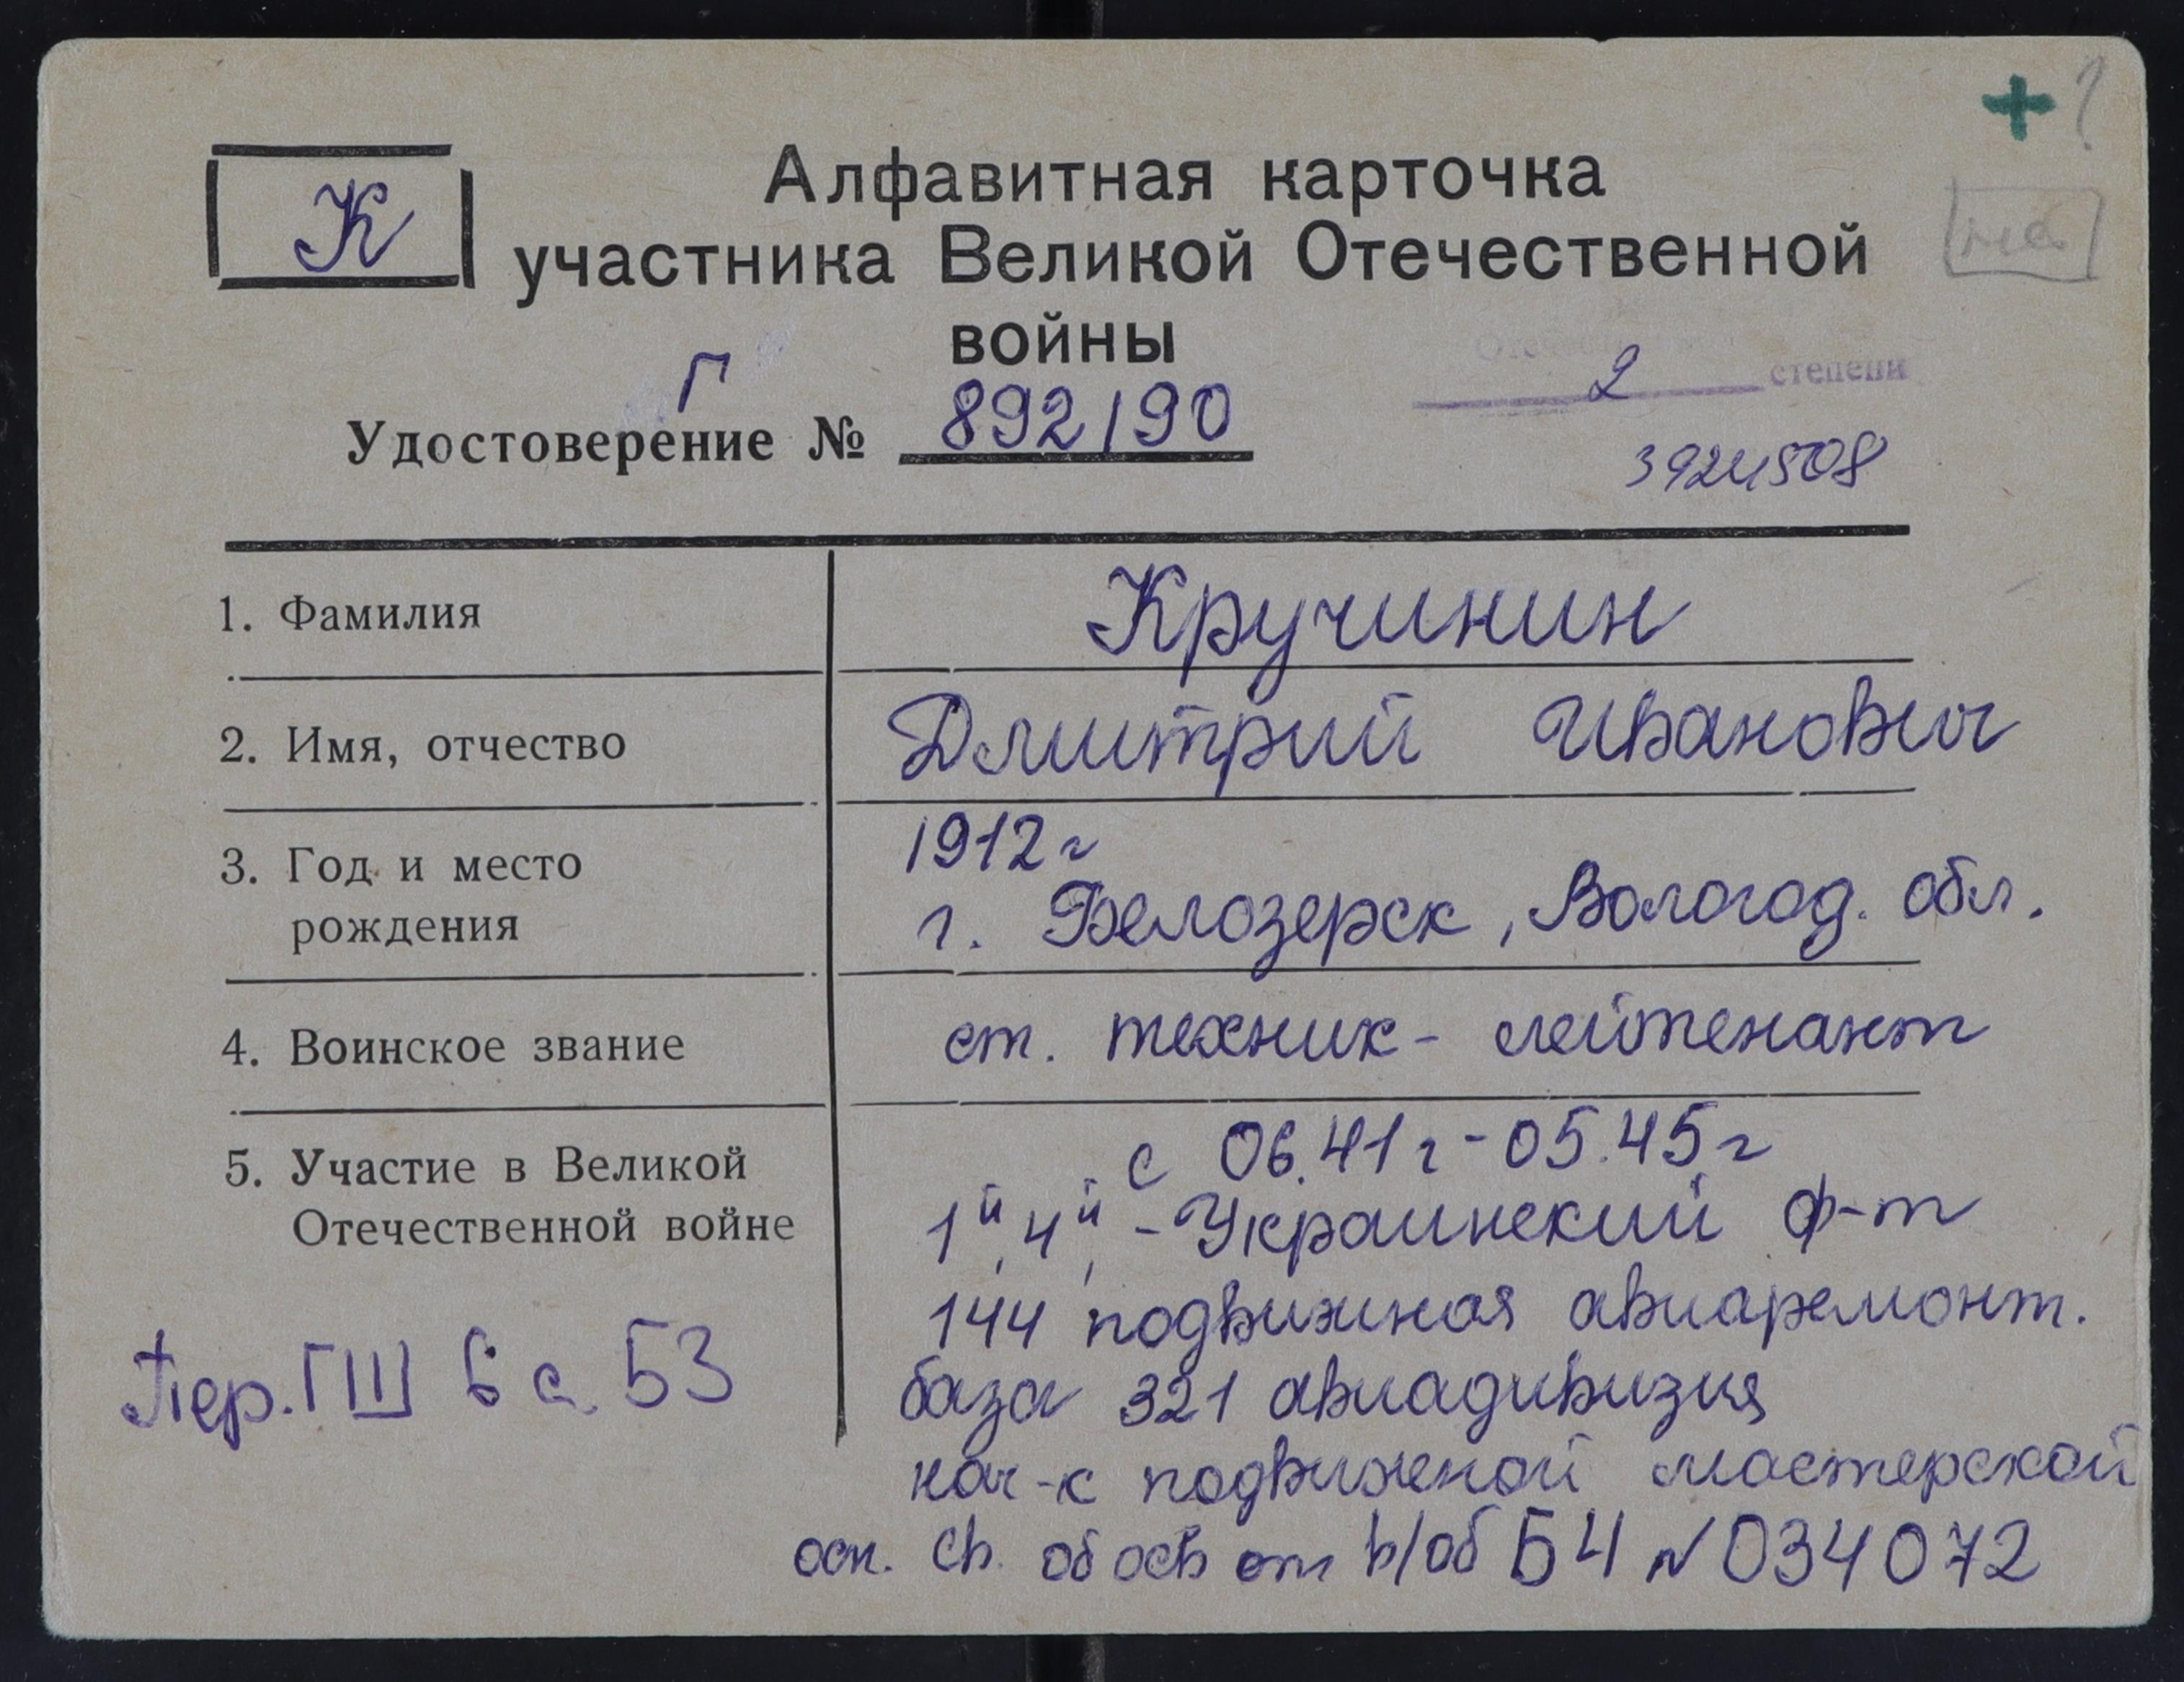 + ?
К
Алфавитная карточка
участника Великой Отечественной
войны
2 степени
Г
Удостоверение № 892190
3924508
1. Фамилия
Кручинин
2. Имя, отчество
Дмитрий Иванович
3. Год и место
рождения
1912 г
г. Белозерск, Вологод. обл.
4. Воинское звание
ст. техник - лейтенант
5. Участие в Великой
Отечественной войне
с 06.41 г - 05.45 г
1й, 4й, - Украинский ф-т
144 подвижная авиаремонт.
база 321 авиадивизия
нач-к подвиженой мастерской
осн. св. об осв от в/об БЧ № 034072
Пер. ГШ